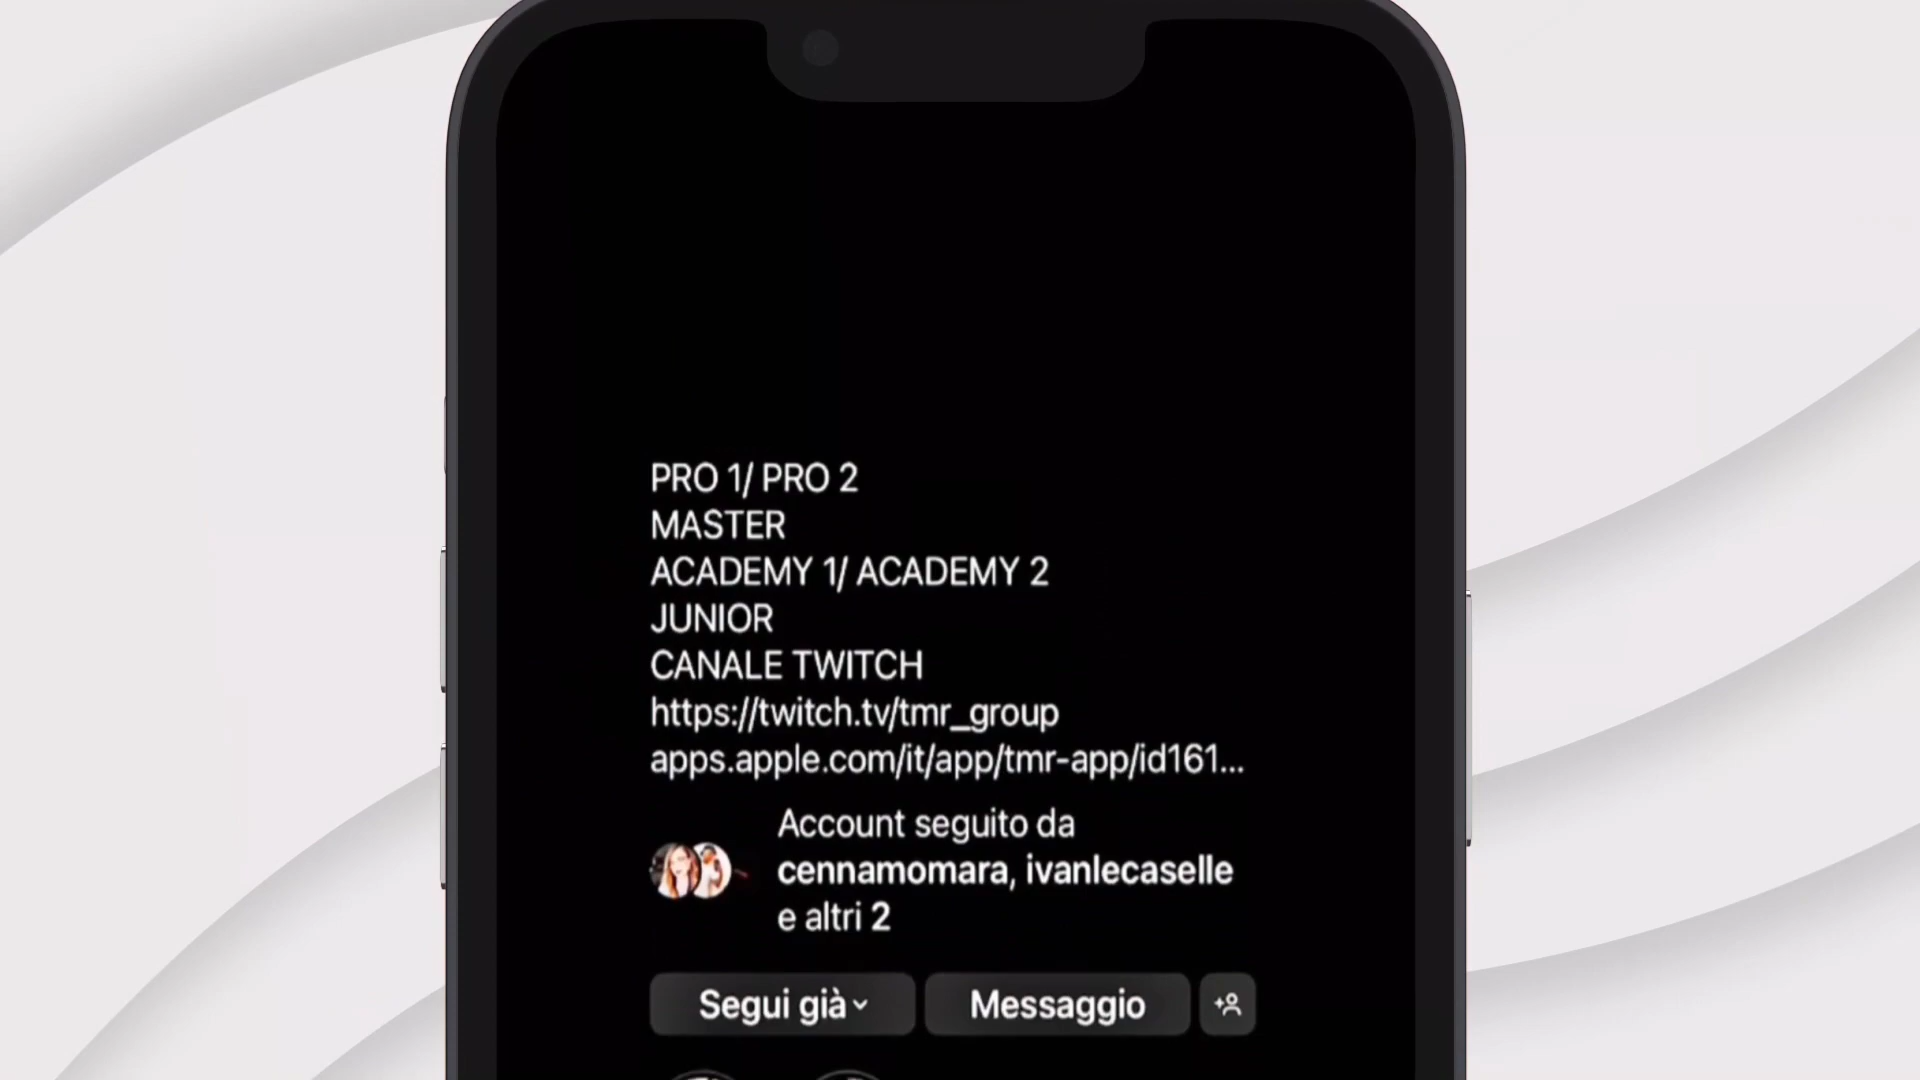 PRO 1/ PRO 2
MASTER
ACADEMY 1/ ACADEMY 2
JUNIOR
CANALE TWITCH
https://twitch.tv/tmr_group
apps.apple.com/it/app/tmr-app/id161...
Account seguito da
cennamomara, ivanlecaselle
e altri 2
Segui già Messaggio